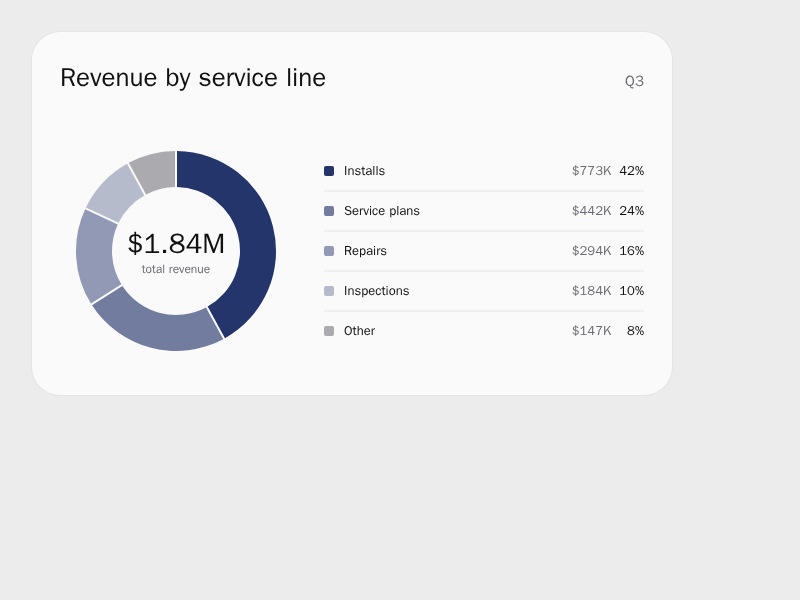 Revenue by service line
Q3
$1.84M
total revenue
Installs $773K 42%
Service plans $442K 24%
Repairs $294K 16%
Inspections $184K 10%
Other $147K 8%